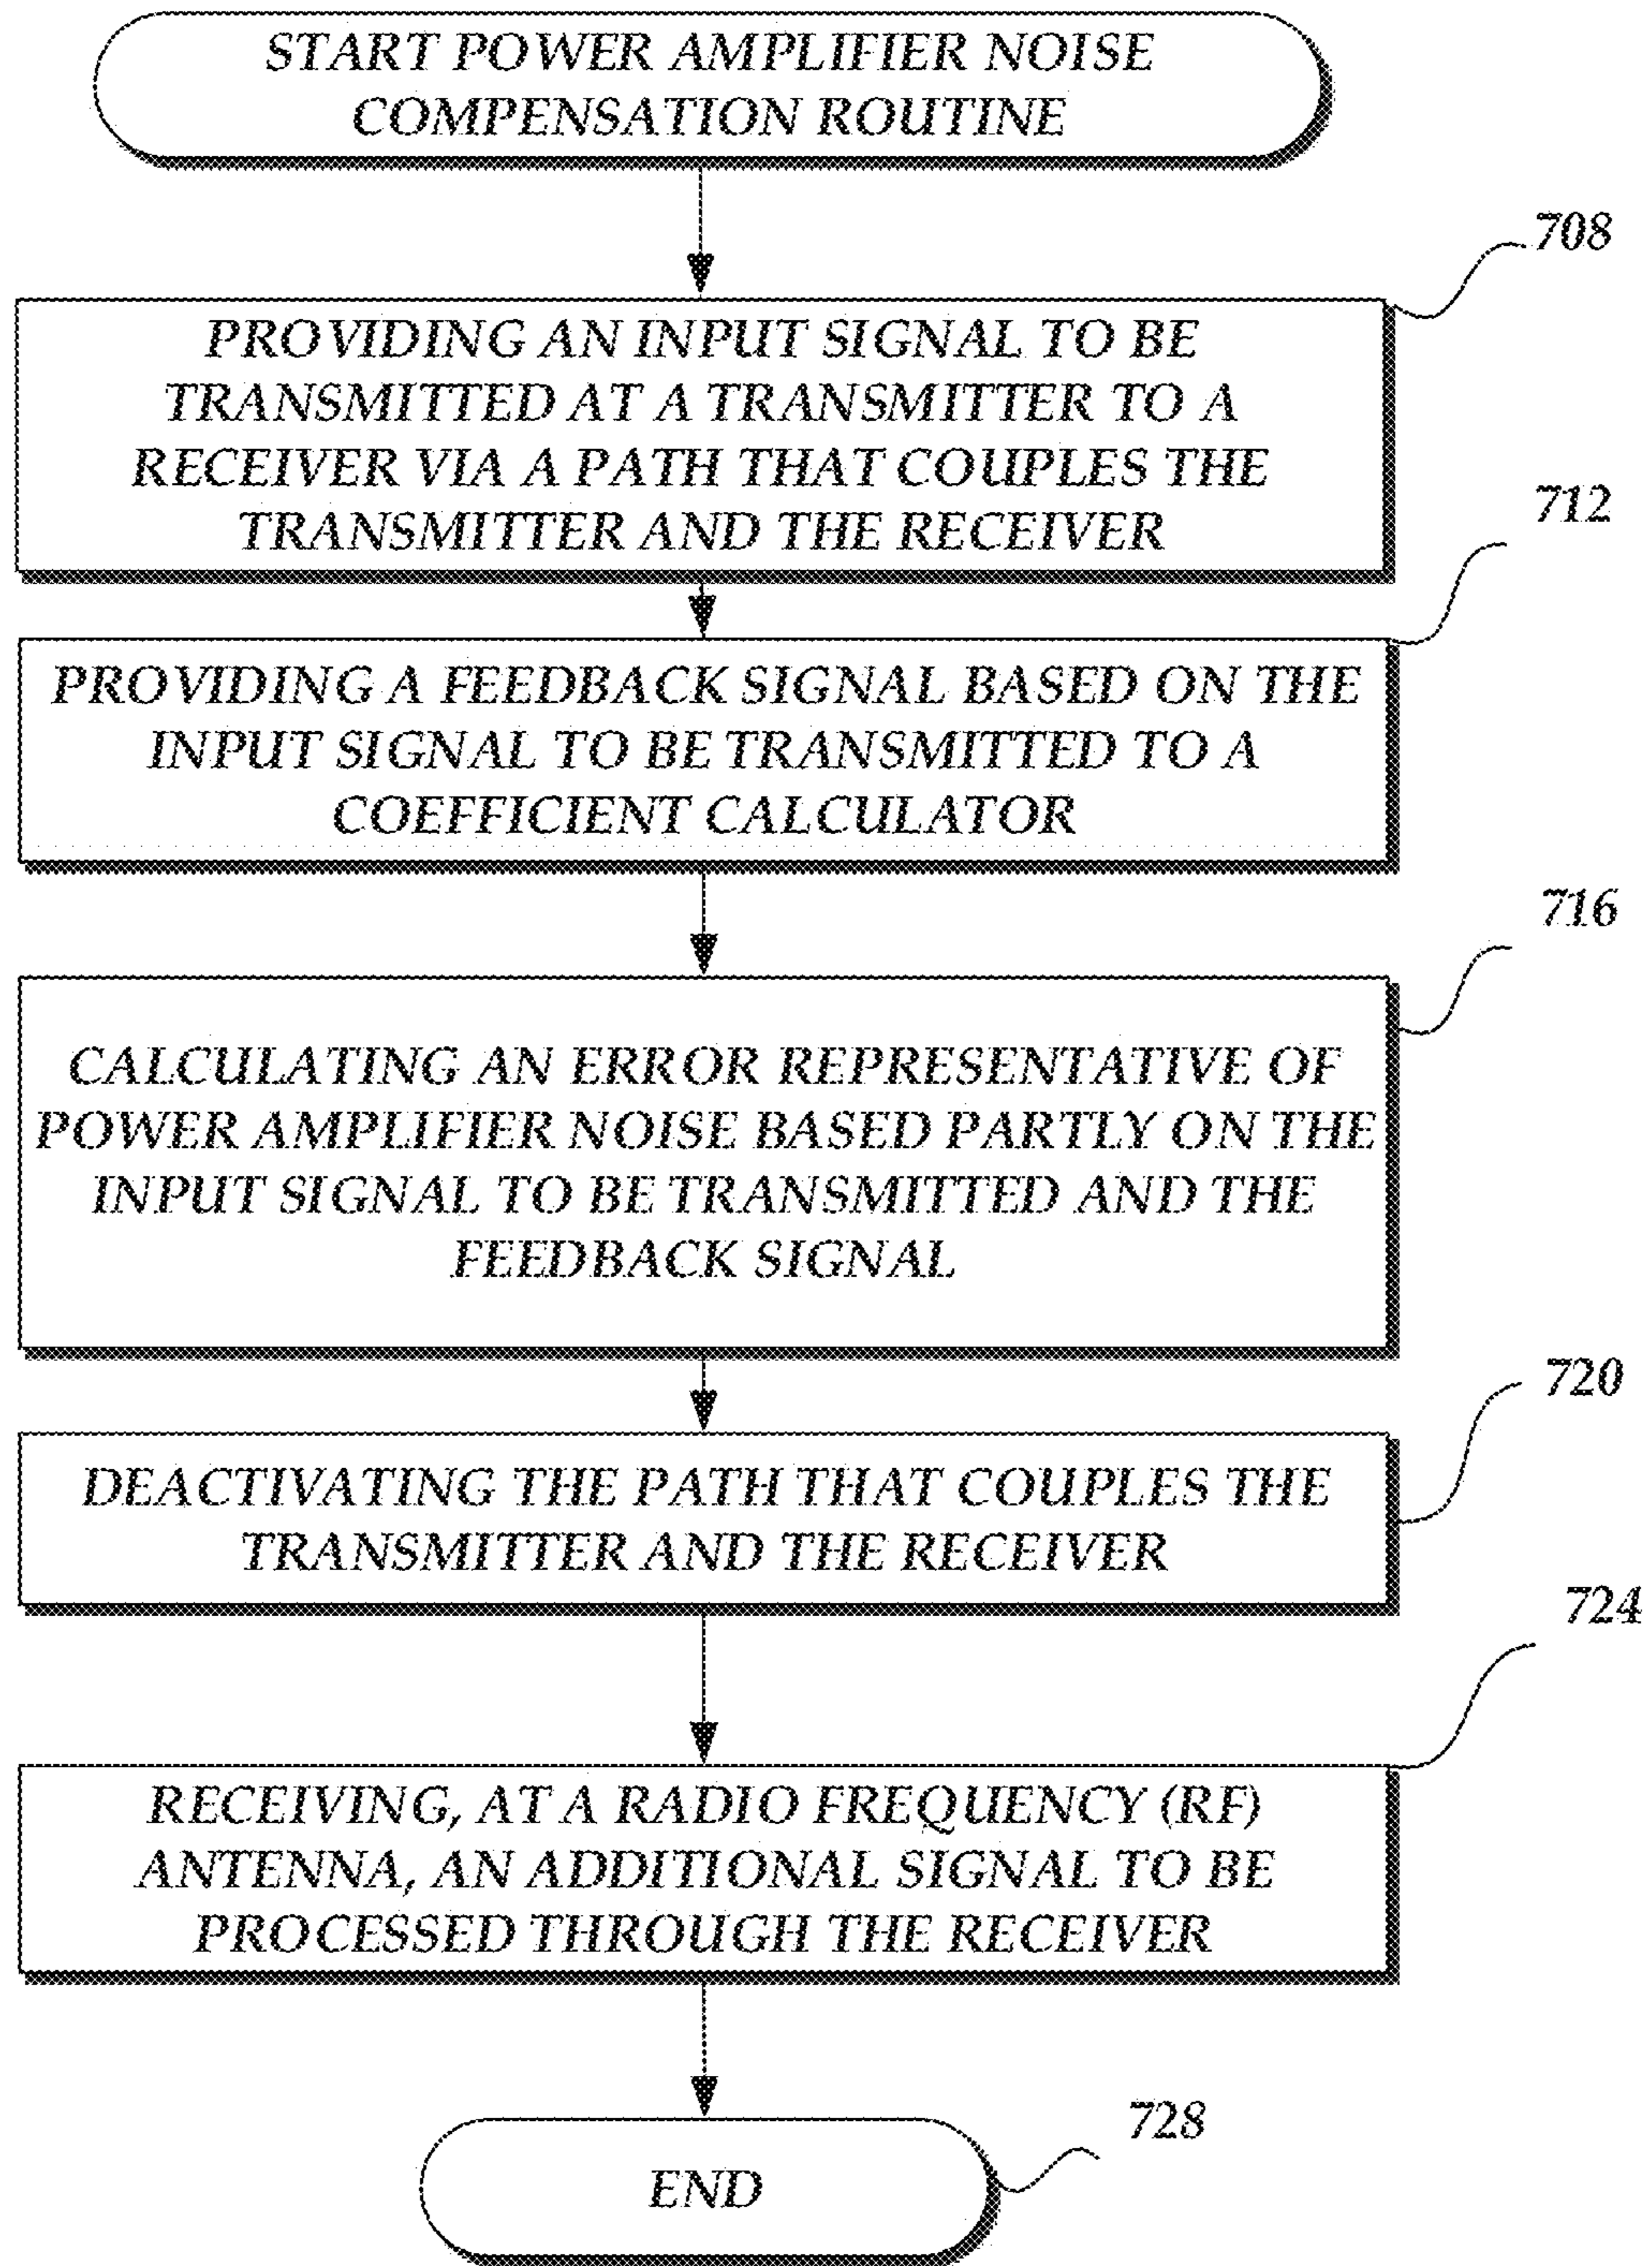 START POWER AMPLIFIER NOISE
COMPENSATION ROUTINE
708
PROVIDING AN INPUT SIGNAL TO BE
TRANSMITTED AT A TRANSMITTER TO A
RECEIVER VIA A PATH THAT COUPLES THE
TRANSMITTER AND THE RECEIVER
712
PROVIDING A FEEDBACK SIGNAL BASED ON THE
INPUT SIGNAL TO BE TRANSMITTED TO A
COEFFICIENT CALCULATOR
716
CALCULATING AN ERROR REPRESENTATIVE OF
POWER AMPLIFIER NOISE BASED PARTLY ON THE
INPUT SIGNAL TO BE TRANSMITTED AND THE
FEEDBACK SIGNAL
720
DEACTIVATING THE PATH THAT COUPLES THE
TRANSMITTER AND THE RECEIVER
724
RECEIVING, AT A RADIO FREQUENCY (RF)
ANTENNA, AN ADDITIONAL SIGNAL TO BE
PROCESSED THROUGH THE RECEIVER
728
END